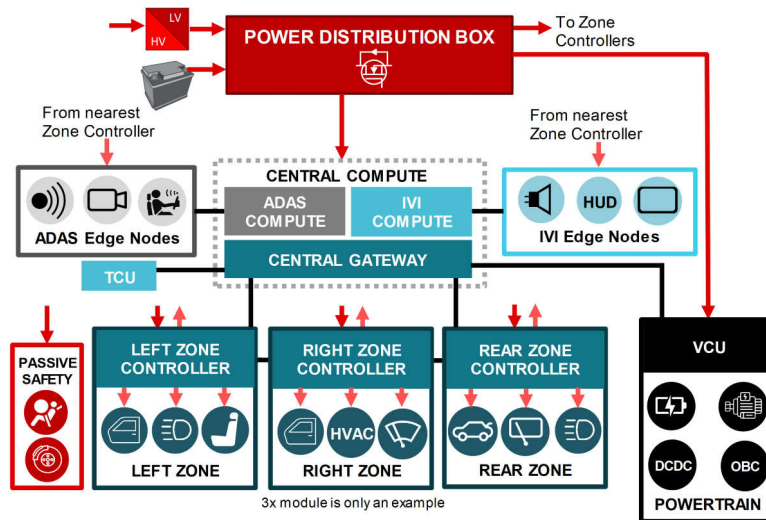 LV
HV
POWER DISTRIBUTION BOX
To Zone
Controllers
From nearest
Zone Controller
From nearest
Zone Controller
CENTRAL COMPUTE
ADAS
COMPUTE
IVI
COMPUTE
HUD
ADAS Edge Nodes
IVI Edge Nodes
CENTRAL GATEWAY
TCU
PASSIVE
SAFETY
LEFT ZONE
CONTROLLER
RIGHT ZONE
CONTROLLER
REAR ZONE
CONTROLLER
VCU
HVAC
DCDC
OBC
LEFT ZONE
RIGHT ZONE
REAR ZONE
POWERTRAIN
3x module is only an example